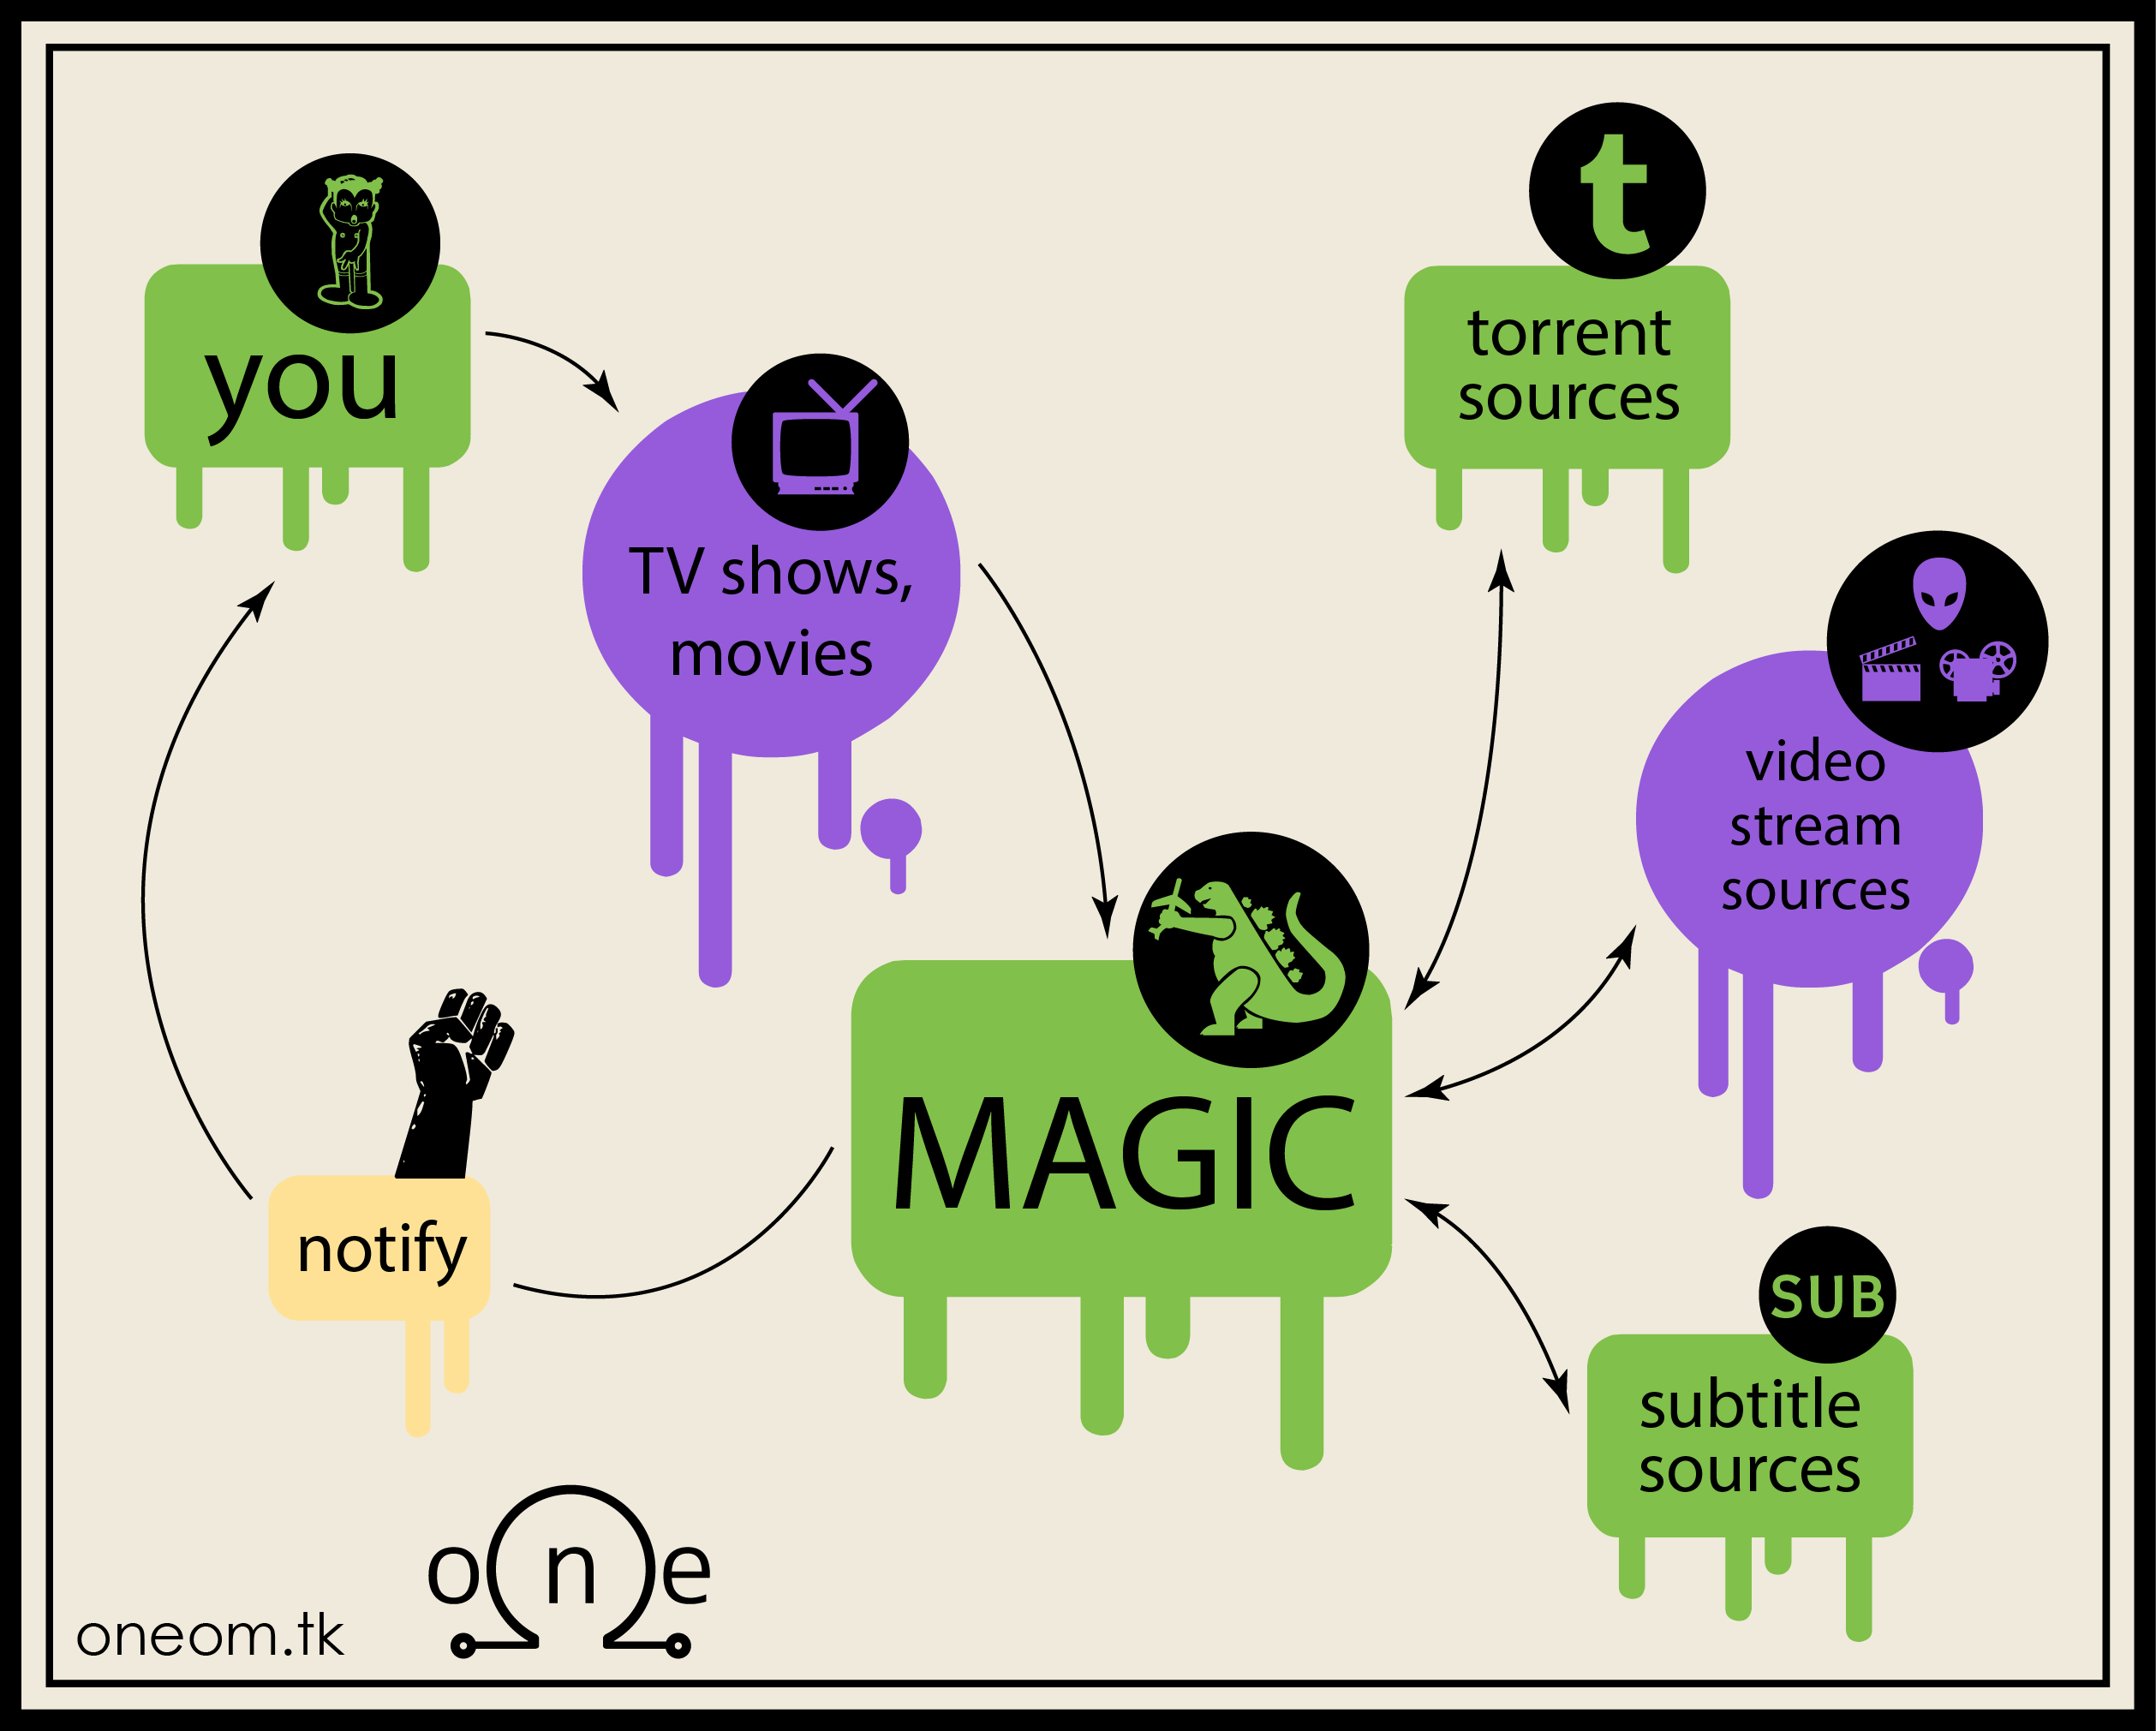 you
TV shows,
movies
t
torrent
sources
video
stream
sources
MAGIC
notify
SUB
subtitle
sources
one
oneom.tk